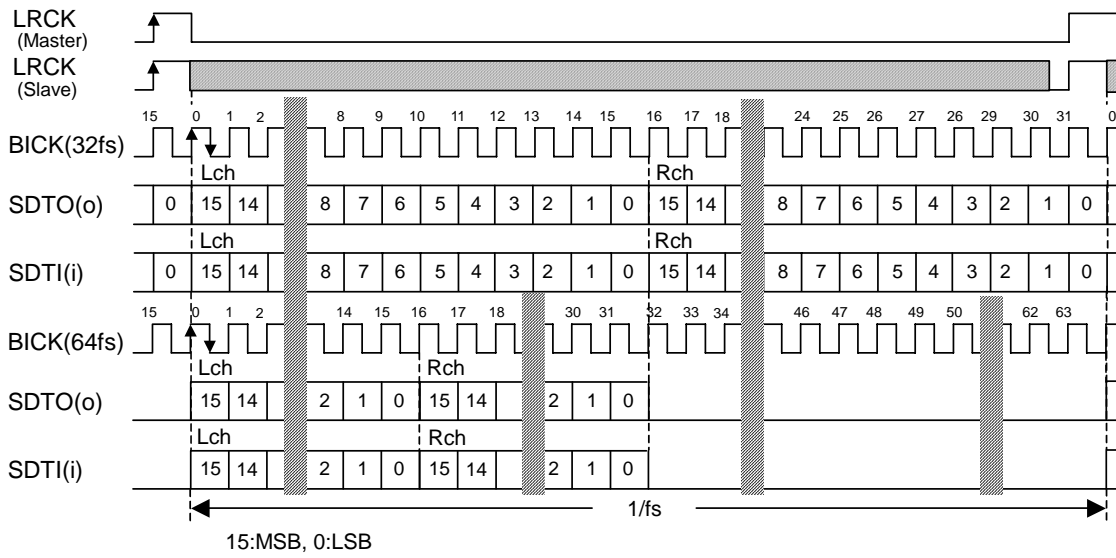 LRCK
(Master)
LRCK
(Slave)
15 0 1 2 8 9 10 11 12 13 14 15 16 17 18 24 25 26 27 28 29 30 31 0
BICK(32fs)
Lch Rch
SDTO(o) 0 15 14 8 7 6 5 4 3 2 1 0 15 14 8 7 6 5 4 3 2 1 0
Lch Rch
SDTI(i) 0 15 14 8 7 6 5 4 3 2 1 0 15 14 8 7 6 5 4 3 2 1 0
15 0 1 2 14 15 16 17 18 30 31 32 33 34 46 47 48 49 50 62 63
BICK(64fs)
Lch Rch
SDTO(o) 15 14 2 1 0 15 14 2 1 0
Lch Rch
SDTI(i) 15 14 2 1 0 15 14 2 1 0
1/fs
15:MSB, 0:LSB